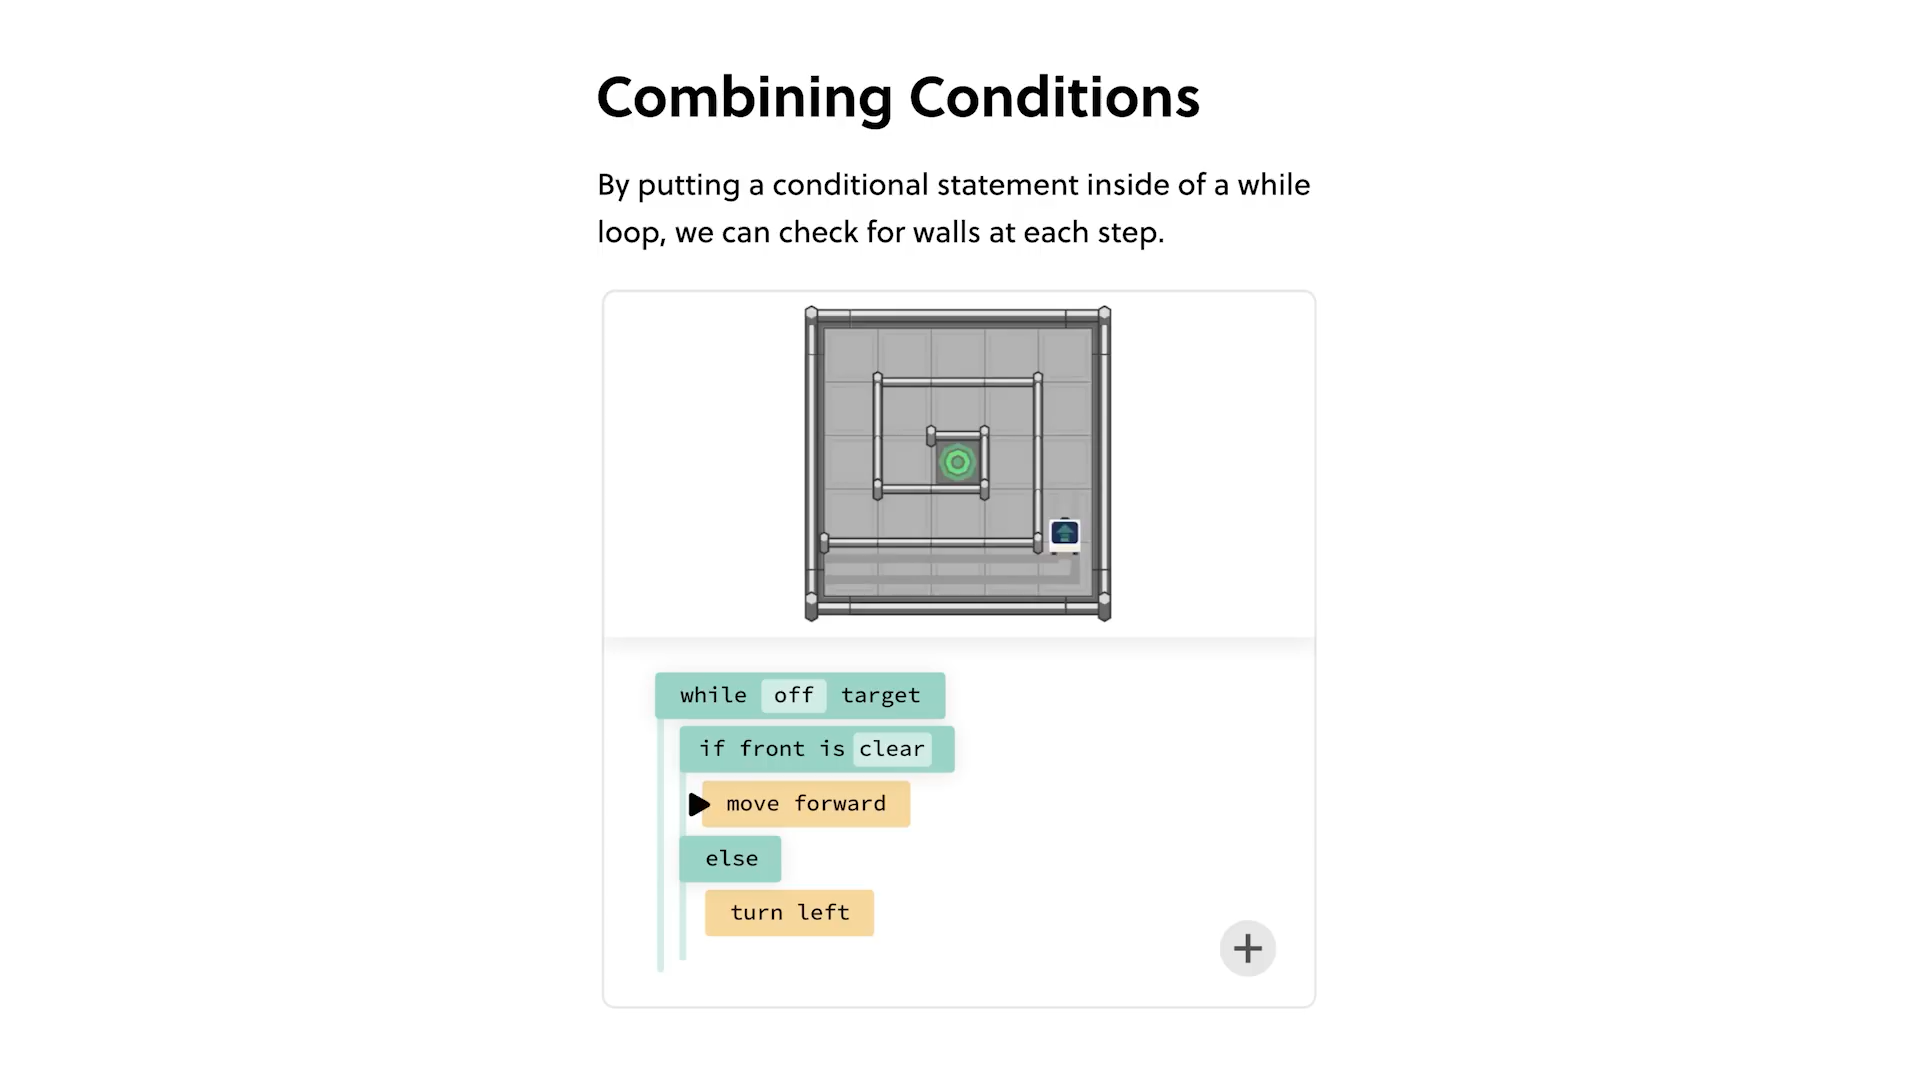 Combining Conditions
By putting a conditional statement inside of a while
loop, we can check for walls at each step.
while off target
if front is clear
move forward
else
turn left